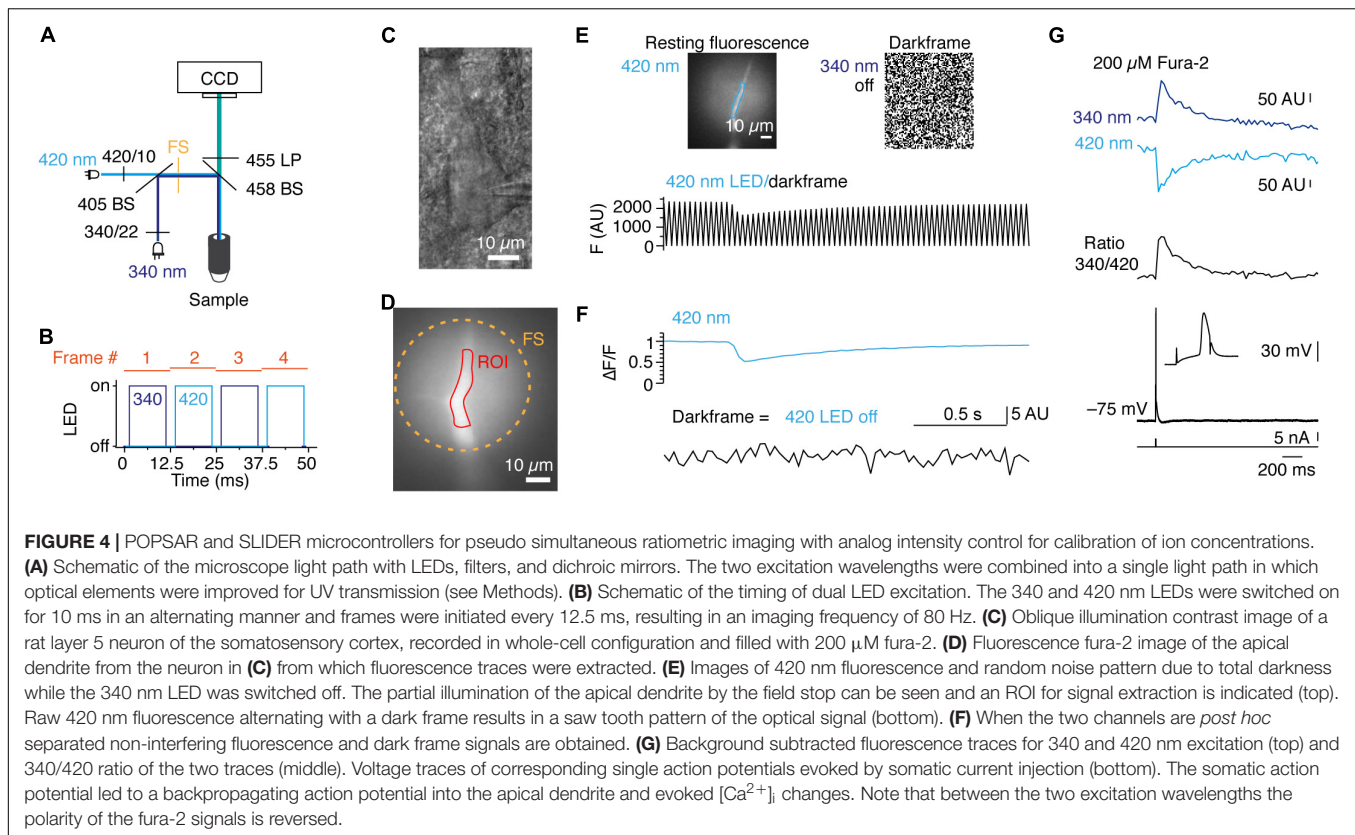 A
CCD
FS
420 nm
420/10
455 LP
458 BS
405 BS
340/22
340 nm
Sample
B
Frame #
1
2
3
4
on
LED
off
340
420
0
12.5
25
37.5
50
Time (ms)
C
10 µm
D
FS
ROI
10 µm
E
Resting fluorescence
420 nm
10 µm
Darkframe
340 nm
off
420 nm LED/darkframe
2000
1000
0
F (AU)
F
420 nm
1
0.5
0
ΔF/F
Darkframe = 420 LED off
0.5 s
5 AU
G
200 µM Fura-2
50 AU
340 nm
420 nm
50 AU
Ratio
340/420
30 mV
–75 mV
5 nA
200 ms
FIGURE 4 | POPSAR and SLIDER microcontrollers for pseudo simultaneous ratiometric imaging with analog intensity control for calibration of ion concentrations.
(A) Schematic of the microscope light path with LEDs, filters, and dichroic mirrors. The two excitation wavelengths were combined into a single light path in which
optical elements were improved for UV transmission (see Methods). (B) Schematic of the timing of dual LED excitation. The 340 and 420 nm LEDs were switched on
for 10 ms in an alternating manner and frames were initiated every 12.5 ms, resulting in an imaging frequency of 80 Hz. (C) Oblique illumination contrast image of a
rat layer 5 neuron of the somatosensory cortex, recorded in whole-cell configuration and filled with 200 µM fura-2. (D) Fluorescence fura-2 image of the apical
dendrite from the neuron in (C) from which fluorescence traces were extracted. (E) Images of 420 nm fluorescence and random noise pattern due to total darkness
while the 340 nm LED was switched off. The partial illumination of the apical dendrite by the field stop can be seen and an ROI for signal extraction is indicated (top).
Raw 420 nm fluorescence alternating with a dark frame results in a saw tooth pattern of the optical signal (bottom). (F) When the two channels are post hoc
separated non-interfering fluorescence and dark frame signals are obtained. (G) Background subtracted fluorescence traces for 340 and 420 nm excitation (top) and
340/420 ratio of the two traces (middle). Voltage traces of corresponding single action potentials evoked by somatic current injection (bottom). The somatic action
potential led to a backpropagating action potential into the apical dendrite and evoked [Ca2+]i changes. Note that between the two excitation wavelengths the
polarity of the fura-2 signals is reversed.